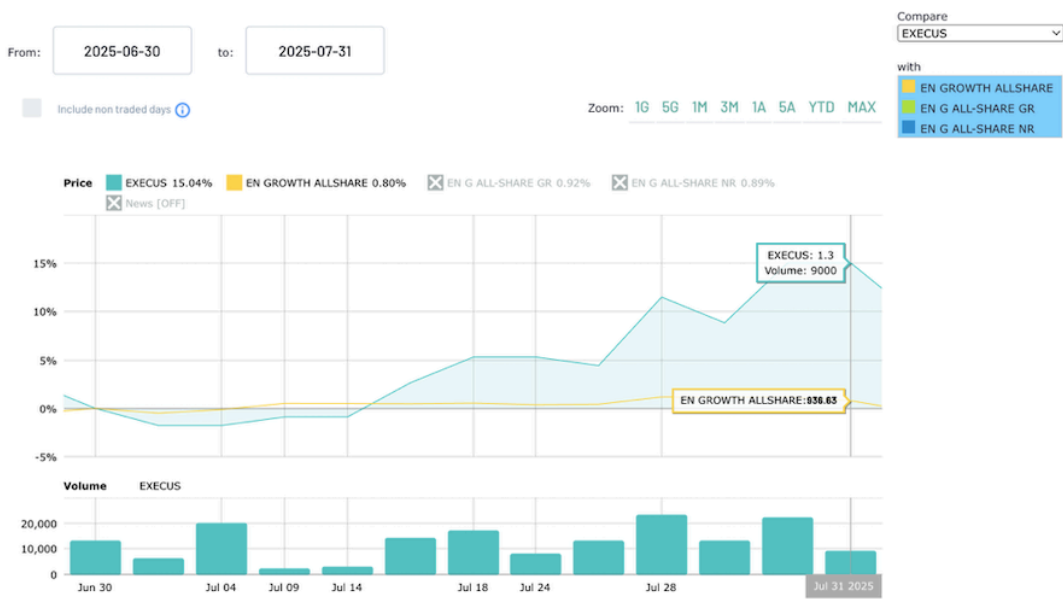 Compare
EXECUS
From: 2025-06-30 to: 2025-07-31
with
EN GROWTH ALLSHARE
EN G ALL-SHARE GR
EN G ALL-SHARE NR
Include non traded days
Zoom: 1G 5G 1M 3M 1A 5A YTD MAX
Price EXECUS 15.04% EN GROWTH ALLSHARE 0.80% EN G ALL-SHARE GR 0.92% EN G ALL-SHARE NR 0.89%
News [OFF]
EXECUS: 1.3
Volume: 9000
15%
10%
5%
EN GROWTH ALLSHARE:936.63
0%
-5%
Volume EXECUS
20,000
10,000
0
Jun 30 Jul 04 Jul 09 Jul 14 Jul 18 Jul 24 Jul 28 Jul 31 2025